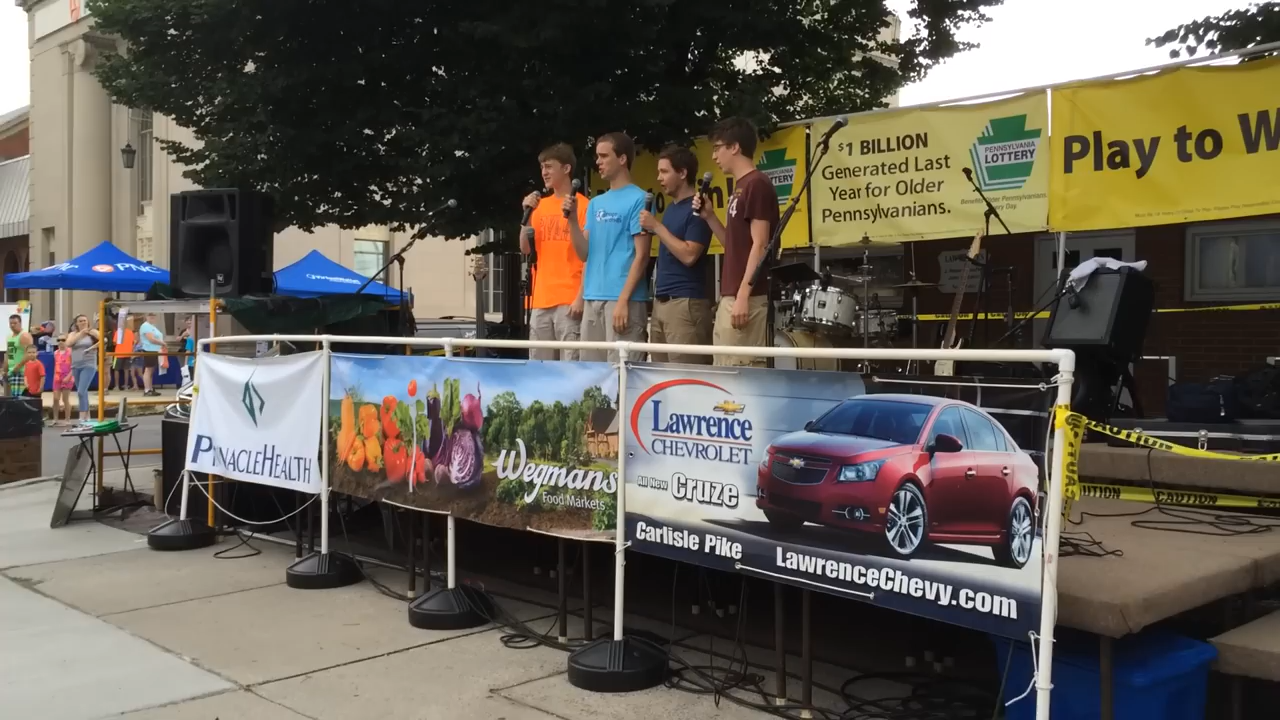 $1 BILLION
Generated Last
Year for Older
Pennsylvanians.
PENNSYLVANIA
LOTTERY
Play to W
PNC
PINNACLEHEALTH
Wegmans
Food Markets
Lawrence
CHEVROLET
All New Cruze
Carlisle Pike
LawrenceChevy.com
CAUTION
CAUTION